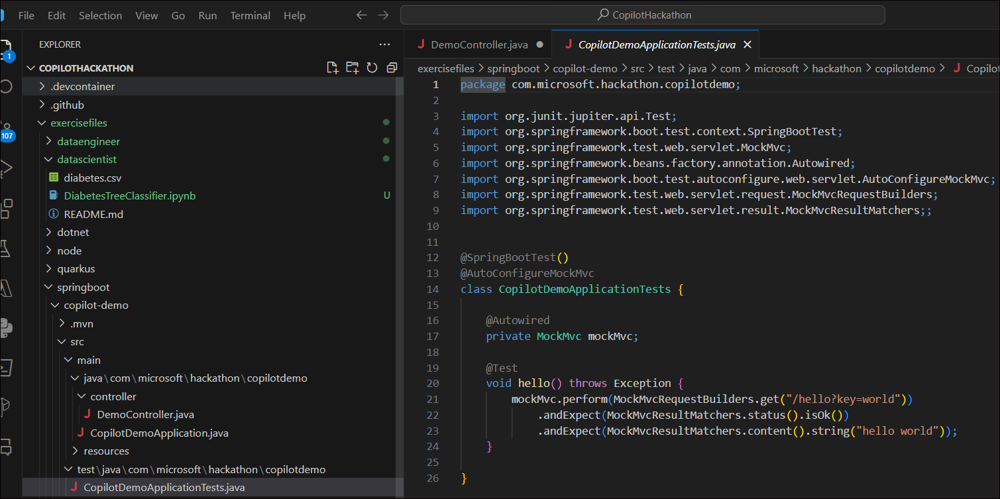 File Edit Selection View Go Run Terminal Help
CopilotHackathon
EXPLORER
COPILOTHACKATHON
.devcontainer
.github
exercisefiles
dataengineer
datascientist
diabetes.csv
DiabetesTreeClassifier.ipynb U
README.md
dotnet
node
quarkus
springboot
copilot-demo
.mvn
src
main
java\com\microsoft\hackathon\copilotdemo
controller
J DemoController.java
J CopilotDemoApplication.java
resources
test\java\com\microsoft\hackathon\copilotdemo
J CopilotDemoApplicationTests.java
1
107
J DemoController.java J CopilotDemoApplicationTests.java
exercisefiles > springboot > copilot-demo > src > test > java > com > microsoft > hackathon > copilotdemo > J Copilot
1 package com.microsoft.hackathon.copilotdemo;
2
3 import org.junit.jupiter.api.Test;
4 import org.springframework.boot.test.context.SpringBootTest;
5 import org.springframework.test.web.servlet.MockMvc;
6 import org.springframework.beans.factory.annotation.Autowired;
7 import org.springframework.boot.test.autoconfigure.web.servlet.AutoConfigureMockMvc;
8 import org.springframework.test.web.servlet.request.MockMvcRequestBuilders;
9 import org.springframework.test.web.servlet.result.MockMvcResultMatchers;;
10
11
12 @SpringBootTest()
13 @AutoConfigureMockMvc
14 class CopilotDemoApplicationTests {
15
16 @Autowired
17 private MockMvc mockMvc;
18
19 @Test
20 void hello() throws Exception {
21 mockMvc.perform(MockMvcRequestBuilders.get("/hello?key=world"))
22 .andExpect(MockMvcResultMatchers.status().isOk())
23 .andExpect(MockMvcResultMatchers.content().string("hello world"));
24 }
25
26 }